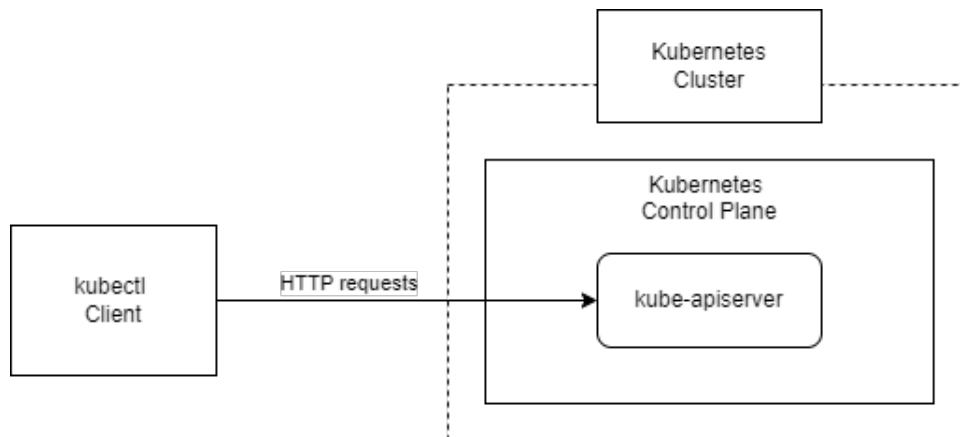 Kubernetes
Cluster
Kubernetes
Control Plane
kubectl
Client
HTTP requests
kube-apiserver